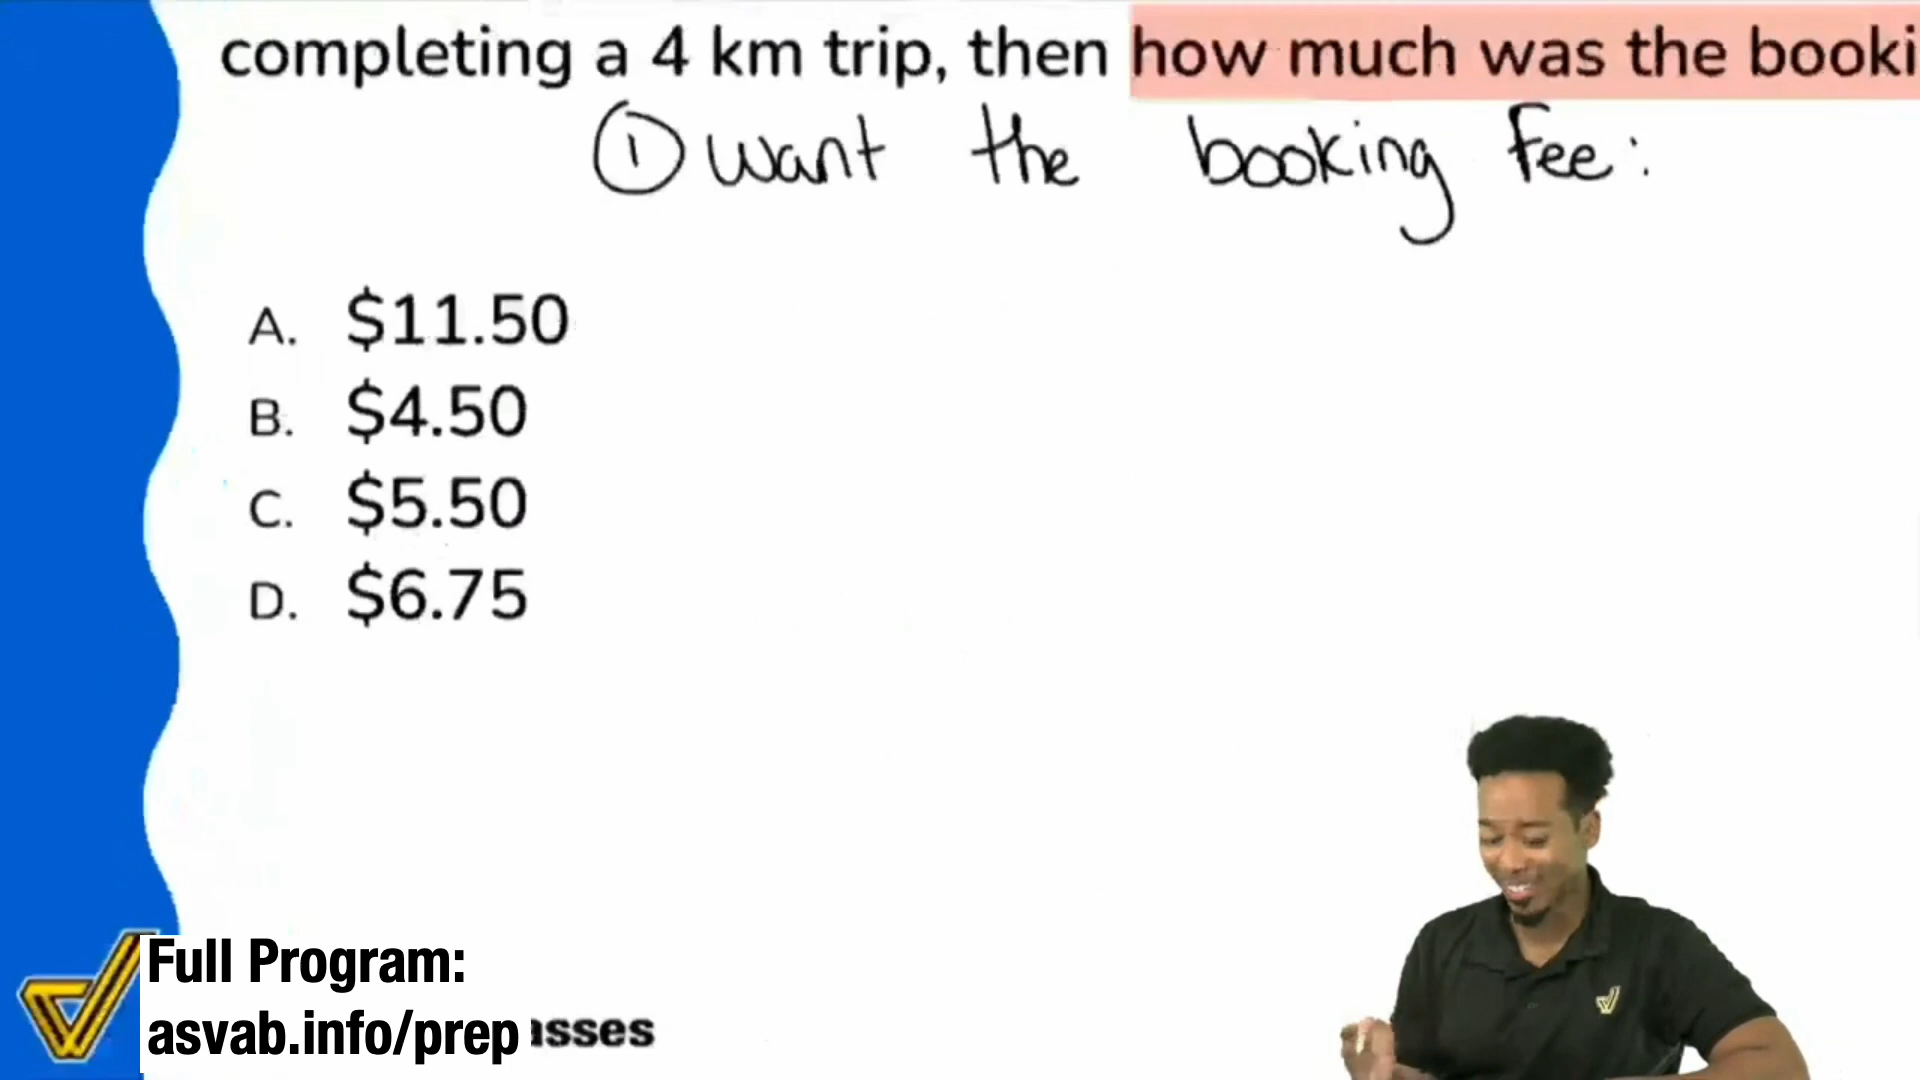 completing a 4 km trip, then how much was the booki
① Want the booking fee:
A. $11.50
B. $4.50
C. $5.50
D. $6.75
Full Program:
asvab.info/prep asses